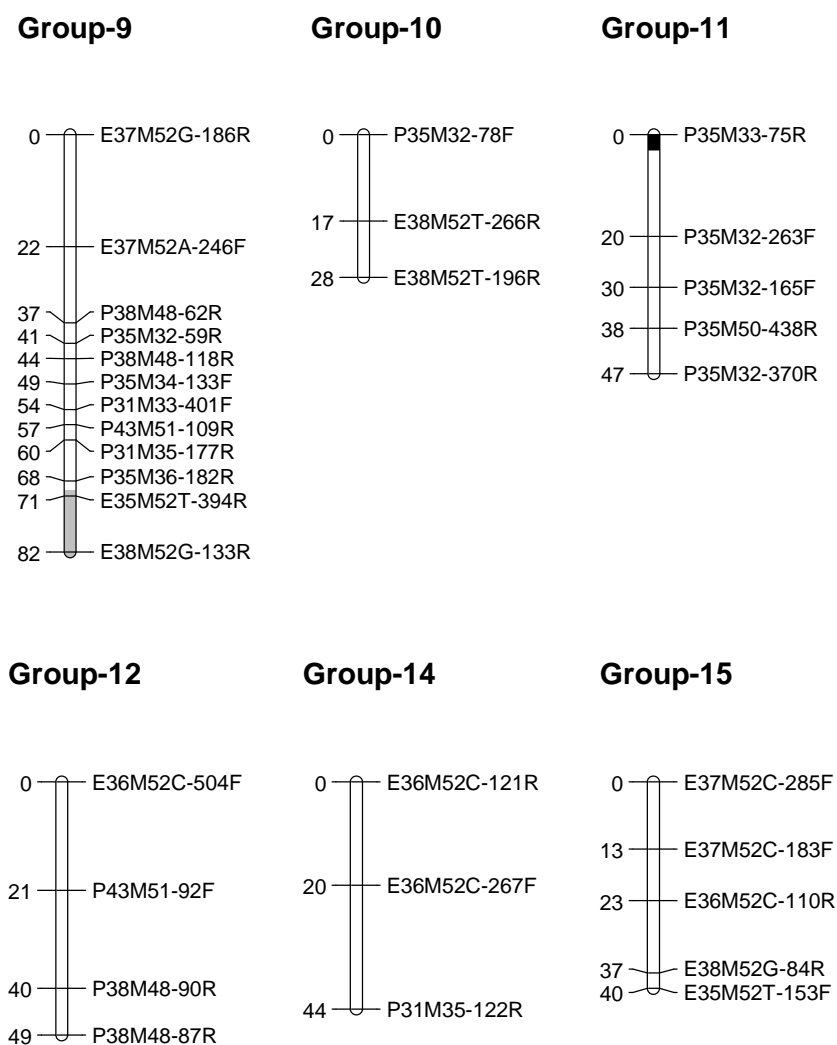 Group-9
0 E37M52G-186R
22 E37M52A-246F
37 P38M48-62R
41 P35M32-59R
44 P38M48-118R
49 P35M34-133F
54 P31M33-401F
57 P43M51-109R
60 P31M35-177R
68 P35M36-182R
71 E35M52T-394R
82 E38M52G-133R
Group-10
0 P35M32-78F
17 E38M52T-266R
28 E38M52T-196R
Group-11
0 P35M33-75R
20 P35M32-263F
30 P35M32-165F
38 P35M50-438R
47 P35M32-370R
Group-12
0 E36M52C-504F
21 P43M51-92F
40 P38M48-90R
49 P38M48-87R
Group-14
0 E36M52C-121R
20 E36M52C-267F
44 P31M35-122R
Group-15
0 E37M52C-285F
13 E37M52C-183F
23 E36M52C-110R
37 E38M52G-84R
40 E35M52T-153F